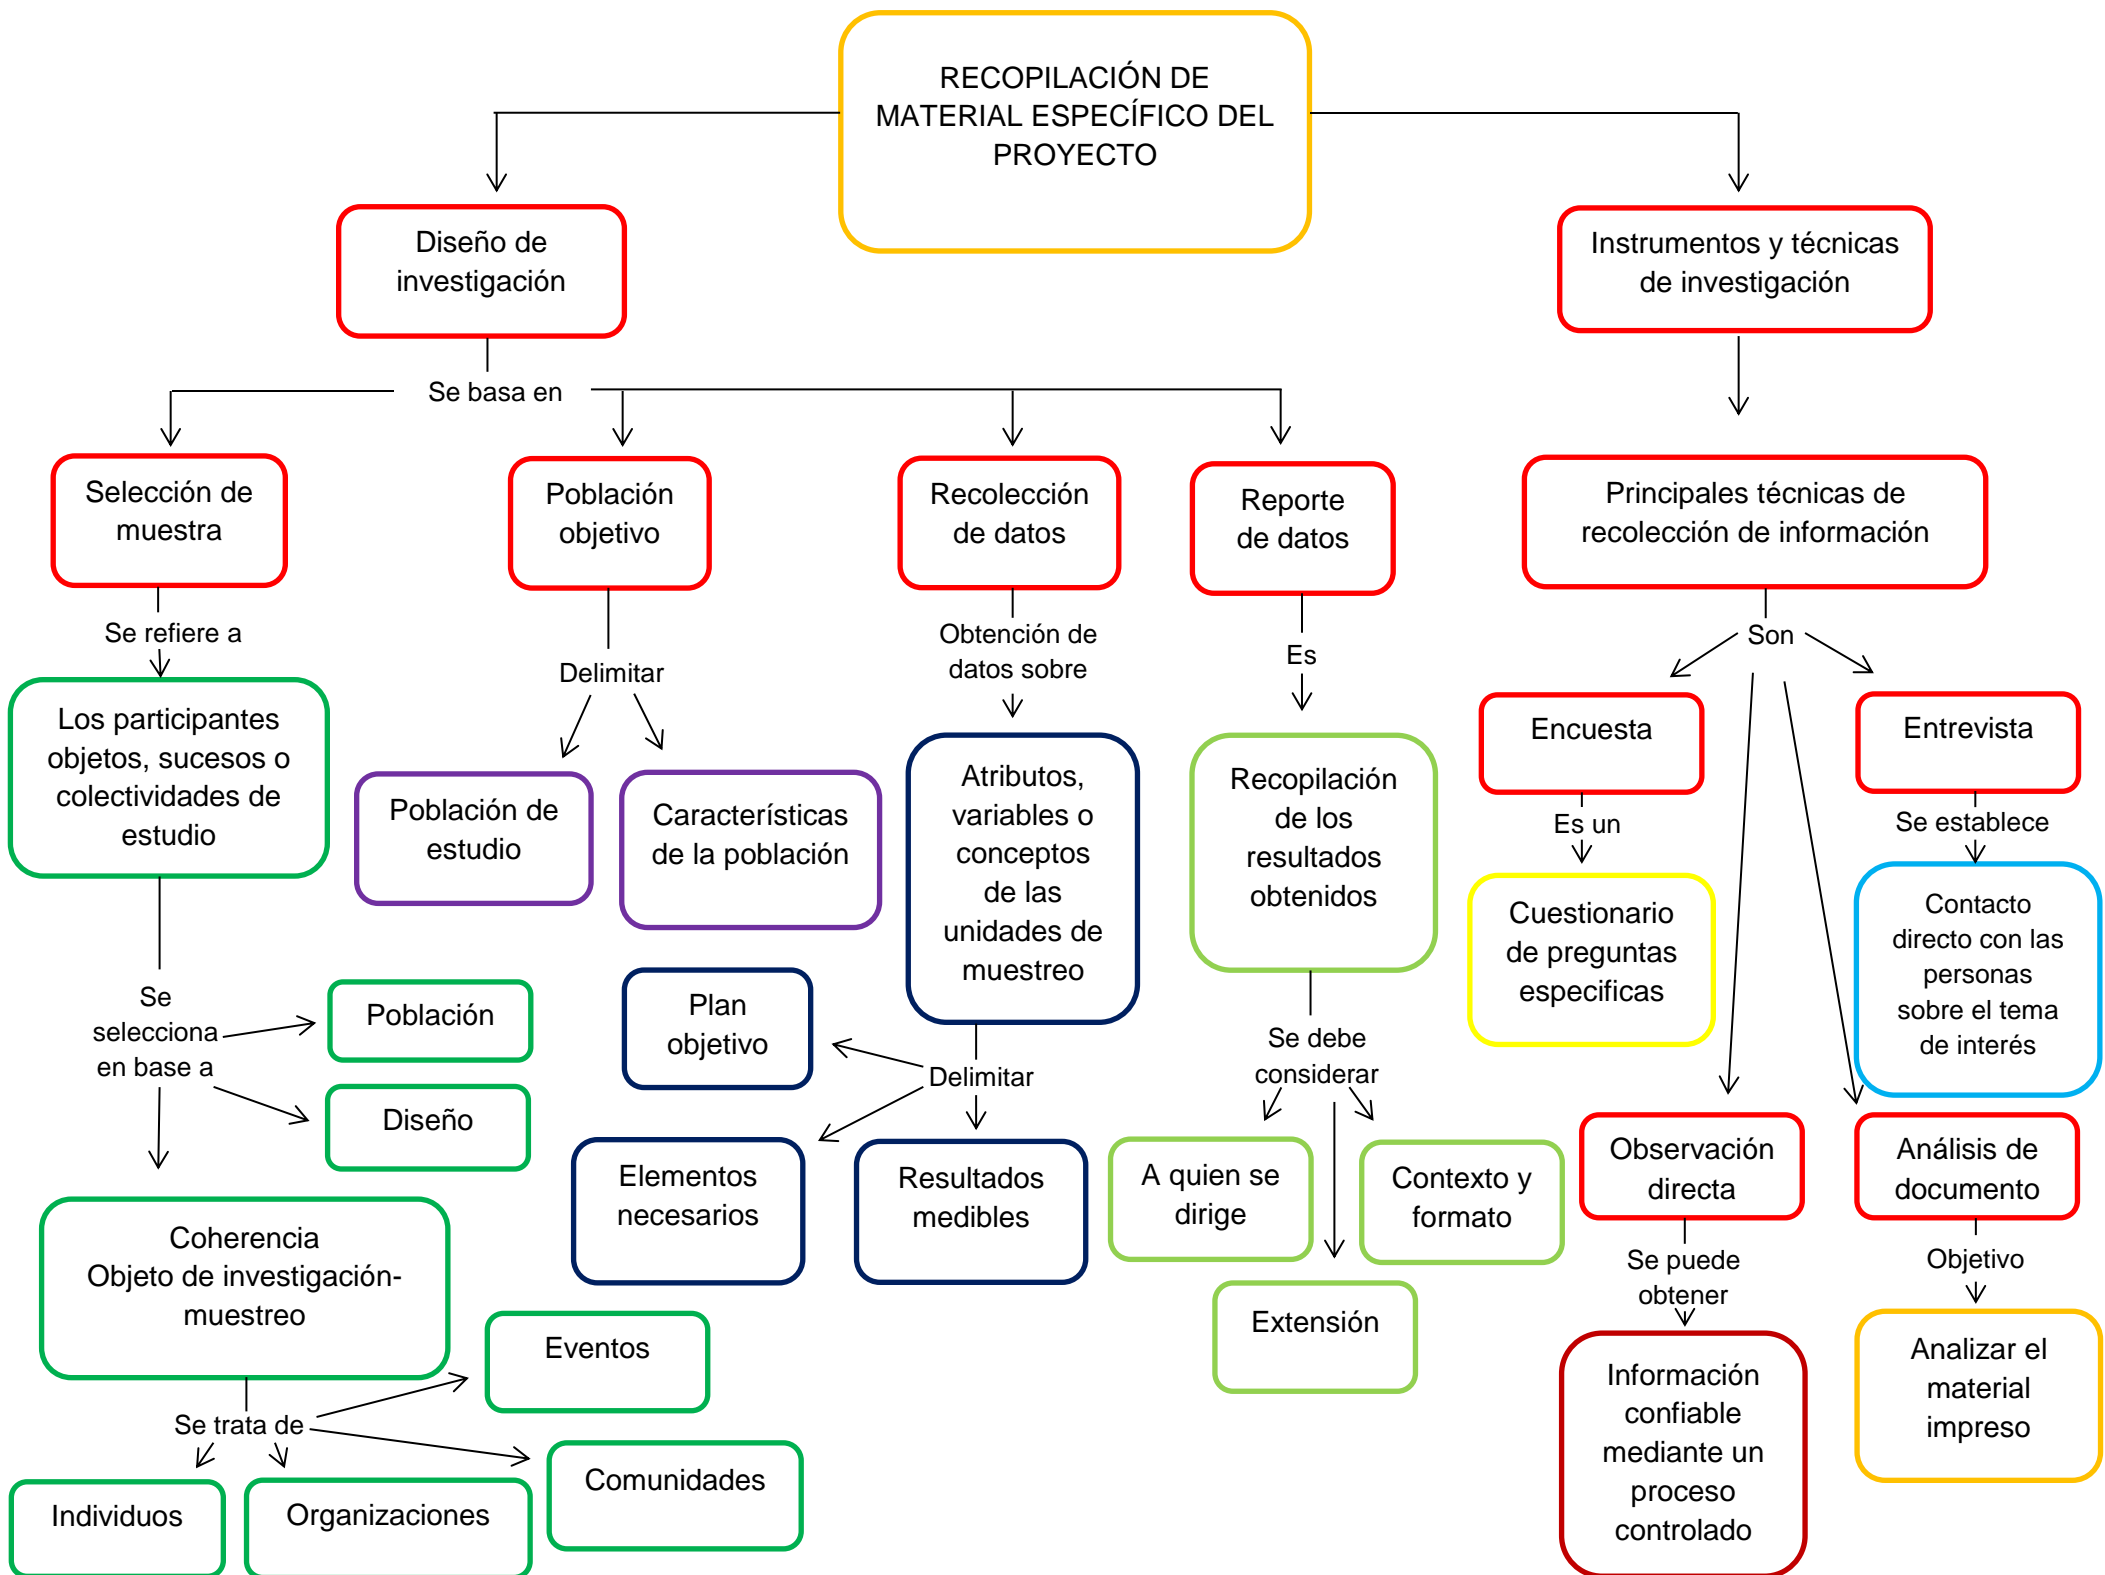 RECOPILACIÓN DE
MATERIAL ESPECÍFICO DEL
PROYECTO
Diseño de
investigación
Instrumentos y técnicas
de investigación
Se basa en
Selección de
muestra
Población
objetivo
Recolección
de datos
Reporte
de datos
Principales técnicas de
recolección de información
Se refiere a
Delimitar
Obtención de
datos sobre
Es
Son
Los participantes
objetos, sucesos o
colectividades de
estudio
Población de
estudio
Características
de la población
Atributos,
variables o
conceptos
de las
unidades de
muestreo
Recopilación
de los
resultados
obtenidos
Encuesta
Entrevista
Es un
Se establece
Cuestionario
de preguntas
especificas
Contacto
directo con las
personas
sobre el tema
de interés
Se
selecciona
en base a
Población
Diseño
Plan
objetivo
Delimitar
Se debe
considerar
Elementos
necesarios
Resultados
medibles
A quien se
dirige
Contexto y
formato
Extensión
Observación
directa
Análisis de
documento
Se puede
obtener
Objetivo
Coherencia
Objeto de investigación-
muestreo
Se trata de
Eventos
Comunidades
Individuos
Organizaciones
Información
confiable
mediante un
proceso
controlado
Analizar el
material
impreso